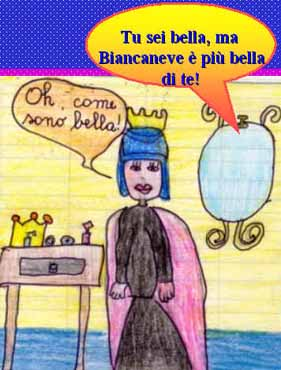 Tu sei bella, ma
Biancaneve è più bella
di te!
Oh, come
sono bella!